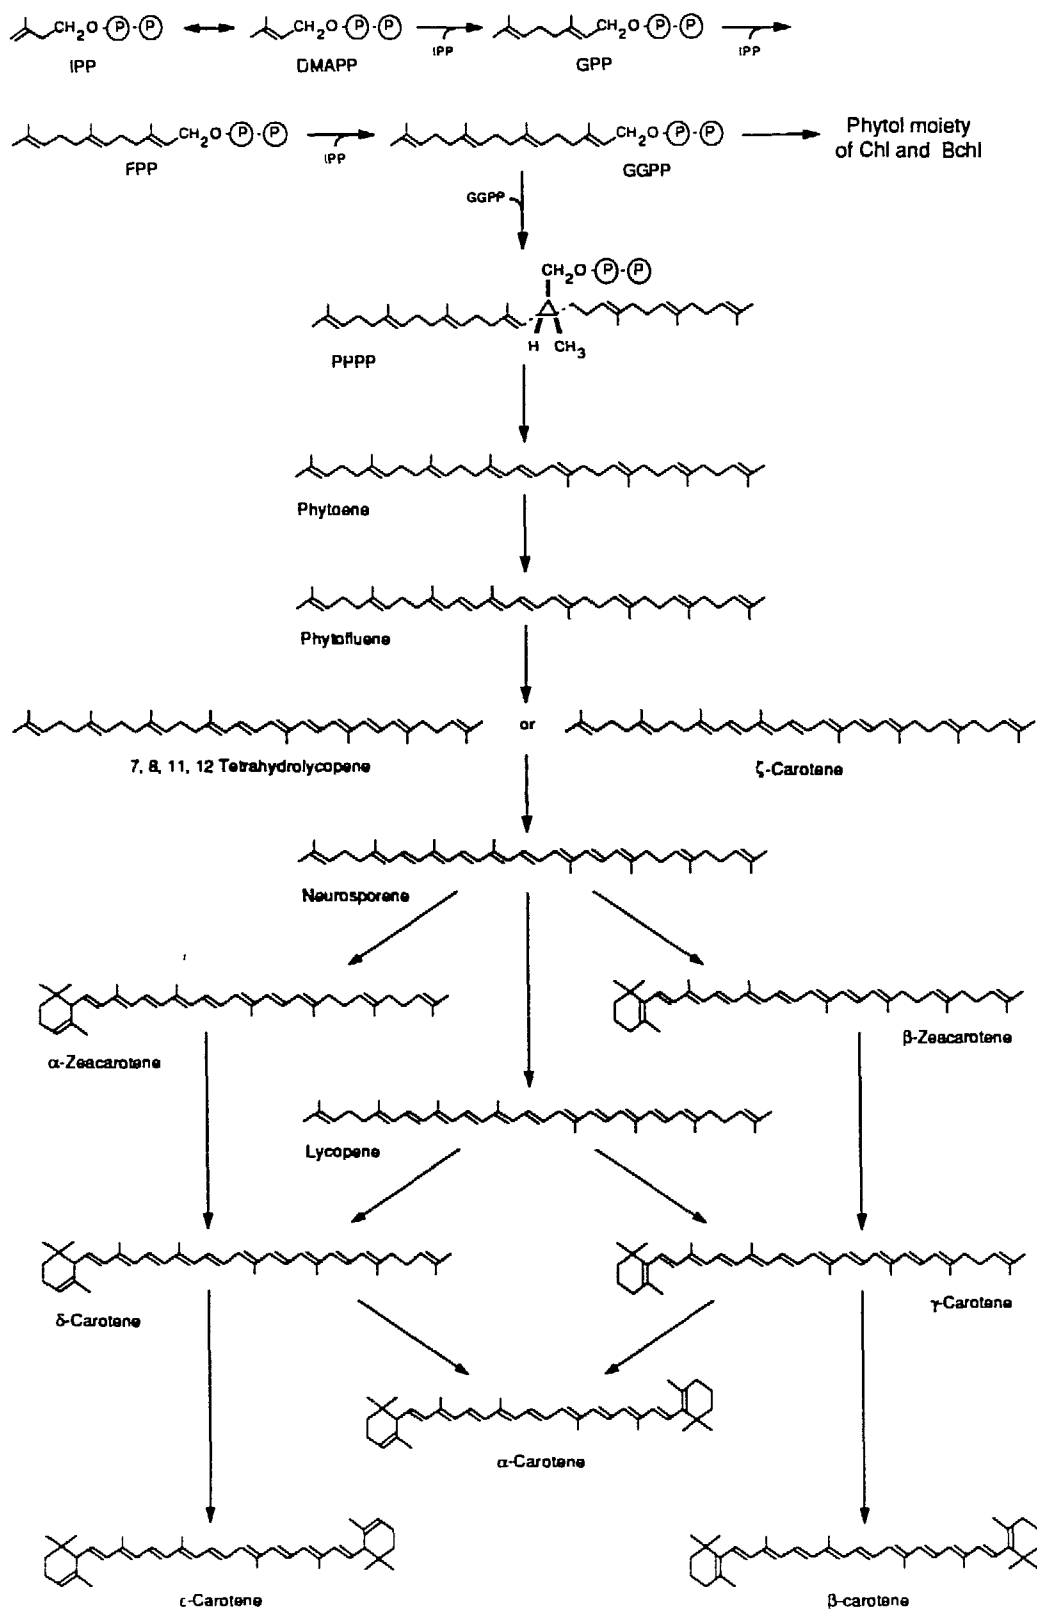 CH2O P P
CH2O P P
CH2O P P
IPP
IPP
IPP
DMAPP
GPP
CH2O P P
CH2O P P
Phytol moiety
of Chl and Bchl
FPP
IPP
GGPP
GGPP
CH2O P P
H CH3
PPPP
Phytoene
Phytofluene
or
7, 8, 11, 12 Tetrahydrolycopene
ζ-Carotene
Neurosporene
α-Zeacarotene
β-Zeacarotene
Lycopene
δ-Carotene
γ-Carotene
α-Carotene
ε-Carotene
β-carotene